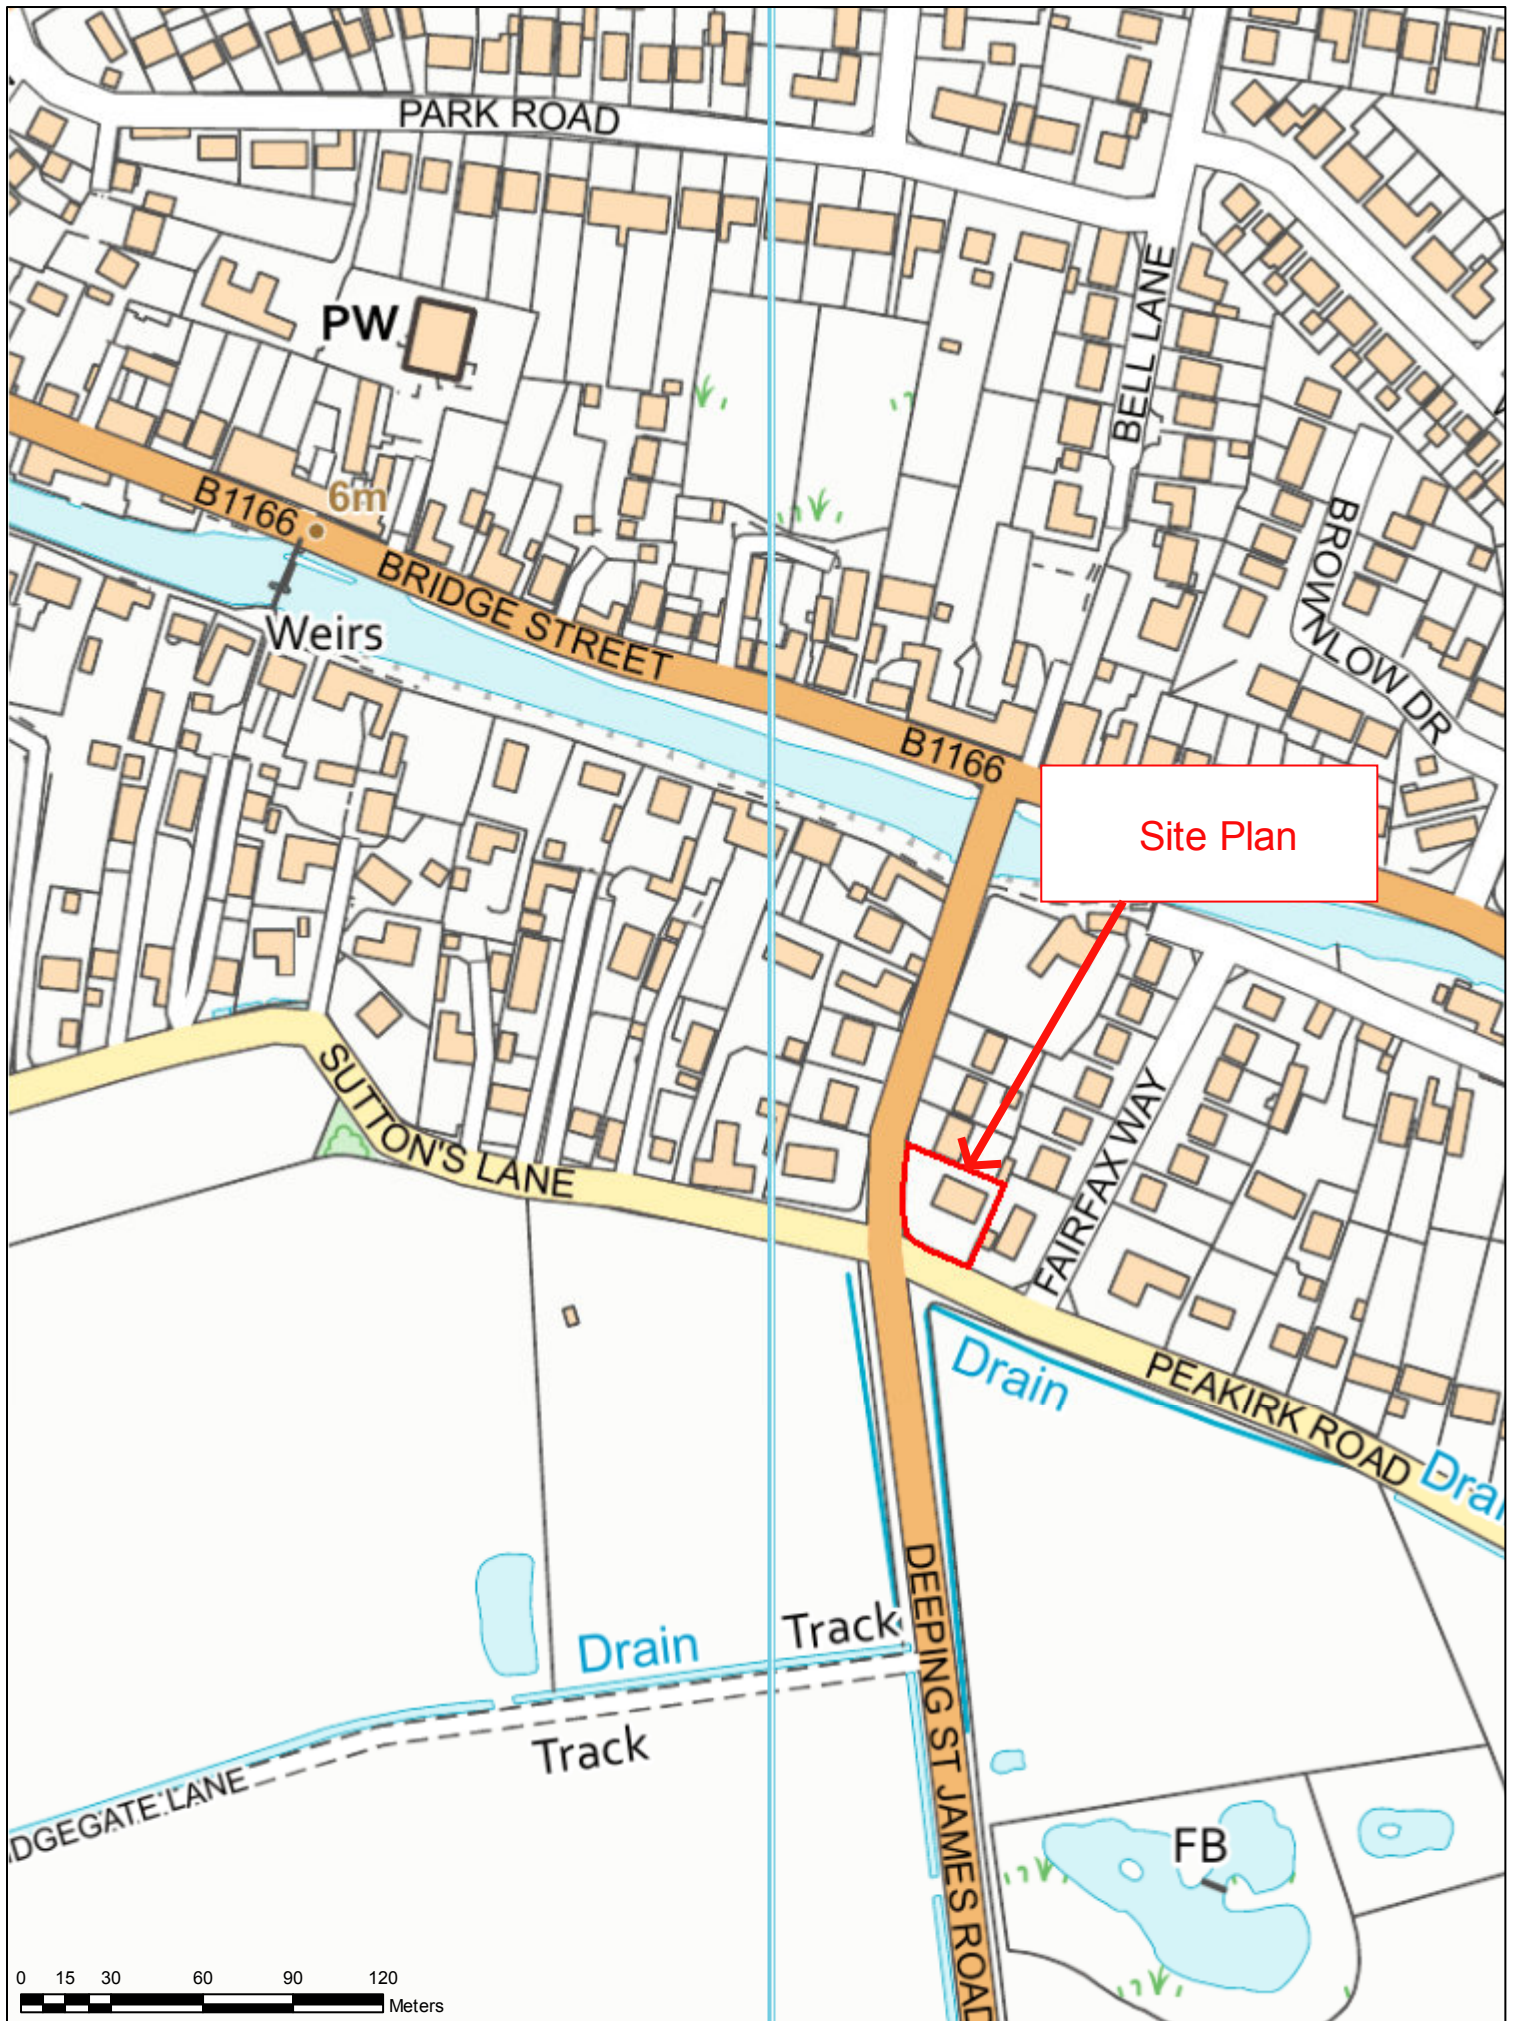 PARK ROAD
BELL LANE
PW
B1166
6m
BRIDGE STREET
BROWNLOW DR
Weirs
B1166
Site Plan
SUTTON'S LANE
FAIRFAX WAY
Drain
PEAKIRK ROAD
Drai
DEEPING ST JAMES ROAD
Track
Drain
Track
DGEGATE LANE
FB
0 15 30 60 90 120
Meters